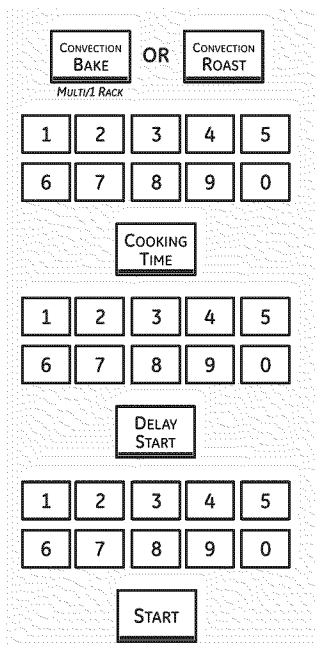 CONVECTION BAKE OR CONVECTION ROAST
MULTI/1 RACK
1 2 3 4 5
6 7 8 9 0
COOKING
TIME
1 2 3 4 5
6 7 8 9 0
DELAY
START
1 2 3 4 5
6 7 8 9 0
START